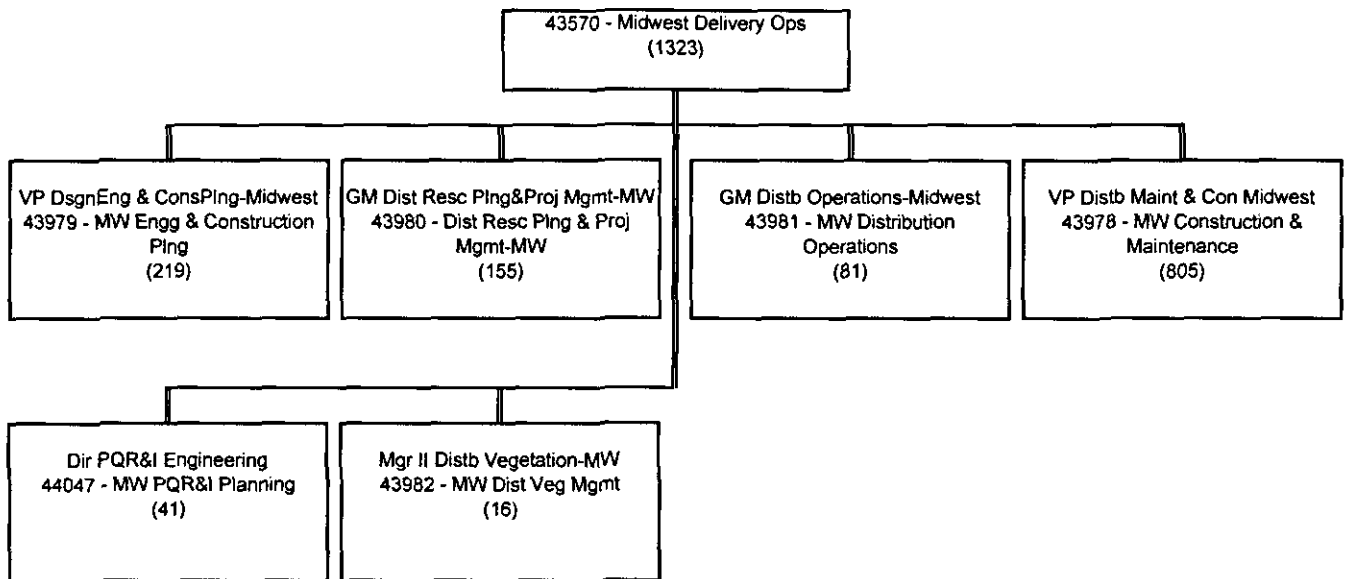 43570 - Midwest Delivery Ops
(1323)
VP DsgnEng & ConsPlng-Midwest
43979 - MW Engg & Construction
Plng
(219)
GM Dist Resc Plng&Proj Mgmt-MW
43980 - Dist Resc Plng & Proj
Mgmt-MW
(155)
GM Distb Operations-Midwest
43981 - MW Distribution
Operations
(81)
VP Distb Maint & Con Midwest
43978 - MW Construction &
Maintenance
(805)
Dir PQR&I Engineering
44047 - MW PQR&I Planning
(41)
Mgr II Distb Vegetation-MW
43982 - MW Dist Veg Mgmt
(16)